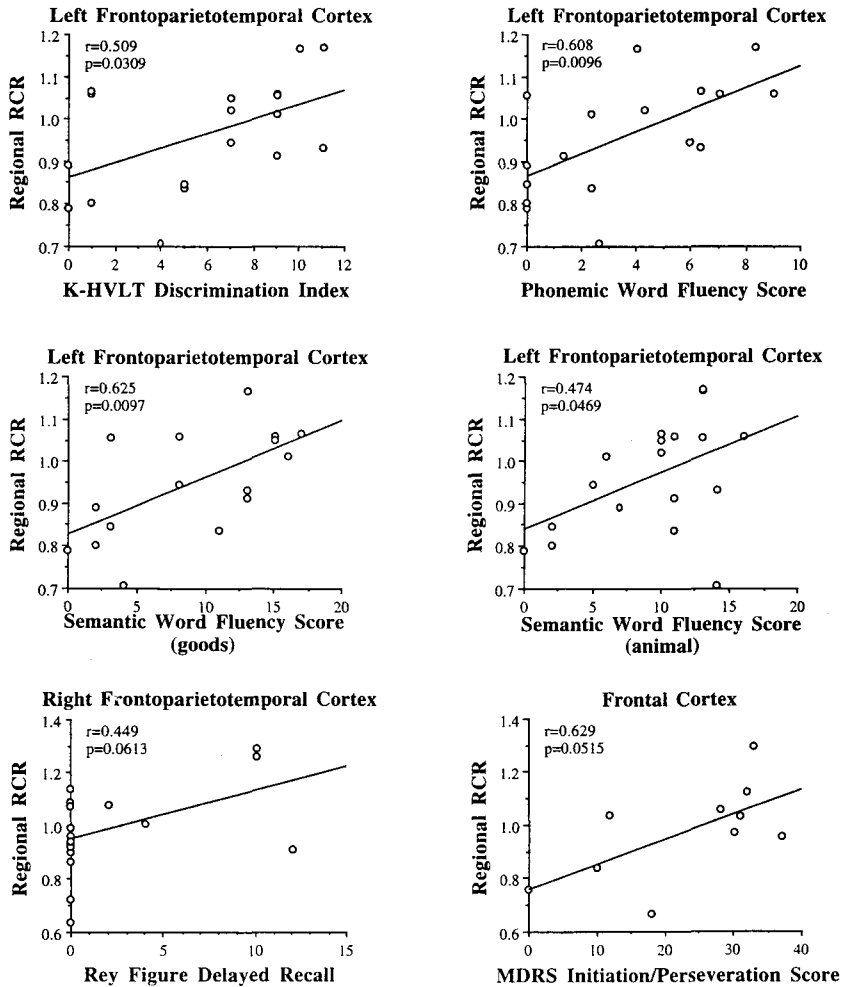 Left Frontoparietotemporal Cortex
r=0.509
p=0.0309
Regional RCR
1.2
1.1
1.0
0.9
0.8
0.7
0 2 4 6 8 10 12
K-HVLT Discrimination Index
Left Frontoparietotemporal Cortex
r=0.608
p=0.0096
Regional RCR
1.2
1.1
1.0
0.9
0.8
0.7
0 2 4 6 8 10
Phonemic Word Fluency Score
Left Frontoparietotemporal Cortex
r=0.625
p=0.0097
Regional RCR
1.2
1.1
1.0
0.9
0.8
0.7
0 5 10 15 20
Semantic Word Fluency Score
(goods)
Left Frontoparietotemporal Cortex
r=0.474
p=0.0469
Regional RCR
1.2
1.1
1.0
0.9
0.8
0.7
0 5 10 15 20
Semantic Word Fluency Score
(animal)
Right Frontoparietotemporal Cortex
r=0.449
p=0.0613
Regional RCR
1.4
1.2
1.0
0.8
0.6
0 5 10 15
Rey Figure Delayed Recall
Frontal Cortex
r=0.629
p=0.0515
Regional RCR
1.4
1.2
1.0
0.8
0.6
0 10 20 30 40
MDRS Initiation/Perseveration Score